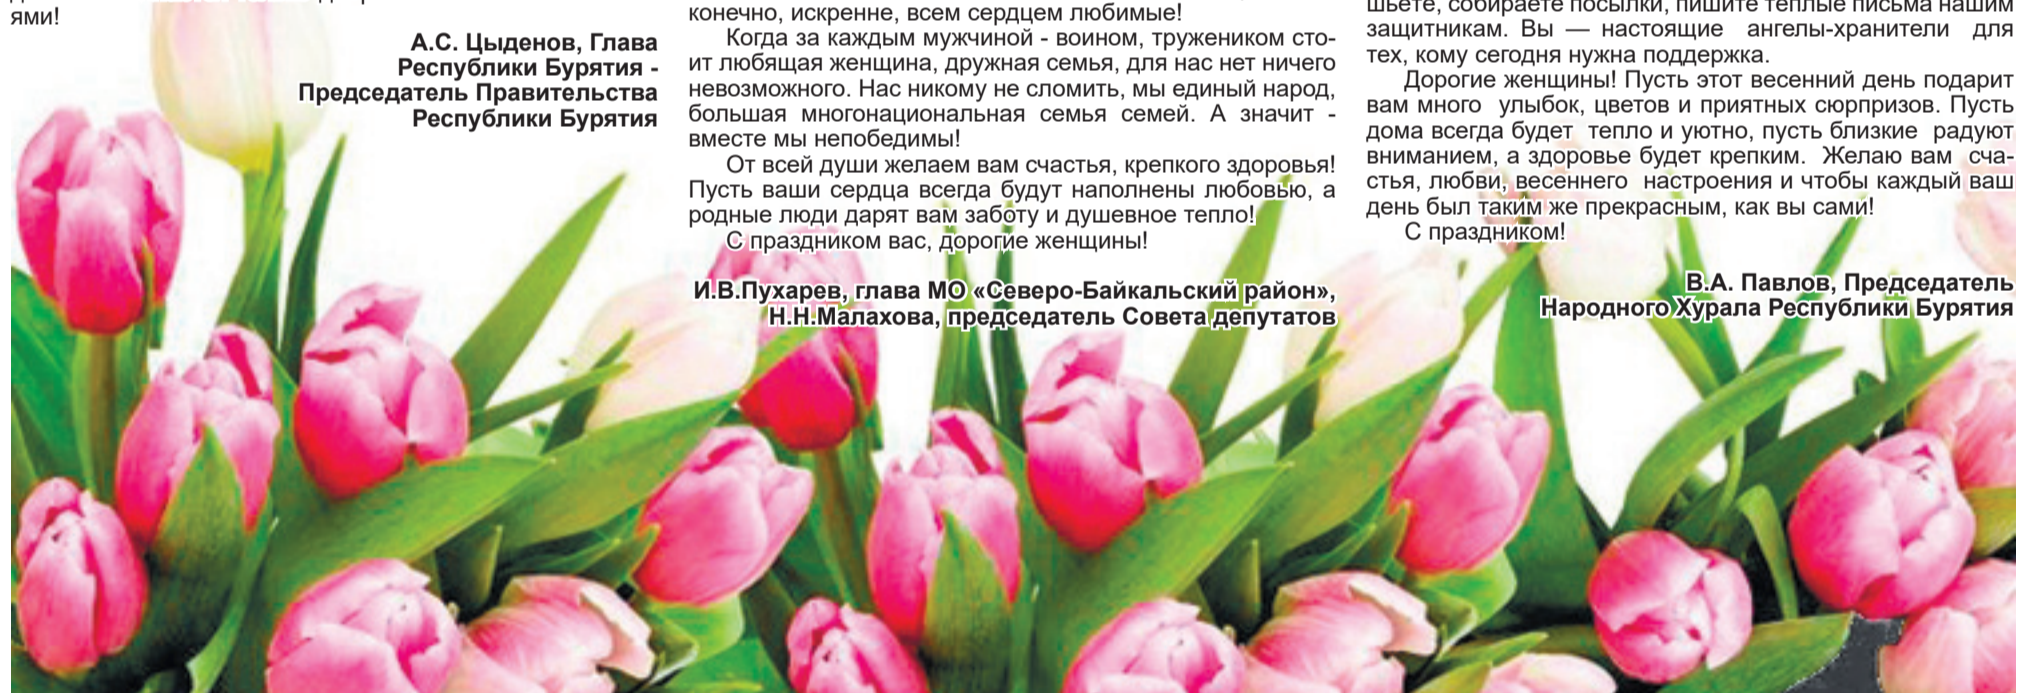 ями!
А.С. Цыденов, Глава
Республики Бурятия -
Председатель Правительства
Республики Бурятия
конечно, искренне, всем сердцем любимые!
Когда за каждым мужчиной - воином, тружеником сто-
ит любящая женщина, дружная семья, для нас нет ничего
невозможного. Нас никому не сломить, мы единый народ,
большая многонациональная семья семей. А значит -
вместе мы непобедимы!
От всей души желаем вам счастья, крепкого здоровья!
Пусть ваши сердца всегда будут наполнены любовью, а
родные люди дарят вам заботу и душевное тепло!
С праздником вас, дорогие женщины!
И.В.Пухарев, глава МО «Северо-Байкальский район»,
Н.Н.Малахова, председатель Совета депутатов
шьете, собираете посылки, пишите теплые письма нашим
защитникам. Вы — настоящие ангелы-хранители для
тех, кому сегодня нужна поддержка.
Дорогие женщины! Пусть этот весенний день подарит
вам много улыбок, цветов и приятных сюрпризов. Пусть
дома всегда будет тепло и уютно, пусть близкие радуют
вниманием, а здоровье будет крепким. Желаю вам сча-
стья, любви, весеннего настроения и чтобы каждый ваш
день был таким же прекрасным, как вы сами!
С праздником!
В.А. Павлов, Председатель
Народного Хурала Республики Бурятия